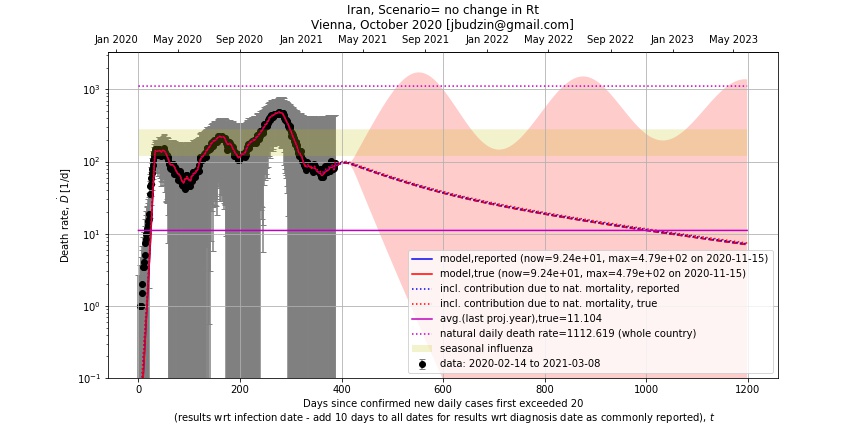 Iran, Scenario= no change in Rt
Vienna, October 2020 [jbudzin@gmail.com]
Jan 2020 May 2020 Sep 2020 Jan 2021 May 2021 Sep 2021 Jan 2022 May 2022 Sep 2022 Jan 2023 May 2023
10³
10²
10¹
10⁰
10⁻¹
Death rate, Ḋ [1/d]
model,reported (now=9.24e+01, max=4.79e+02 on 2020-11-15)
model,true (now=9.24e+01, max=4.79e+02 on 2020-11-15)
incl. contribution due to nat. mortality, reported
incl. contribution due to nat. mortality, true
avg.(last proj.year),true=11.104
natural daily death rate=1112.619 (whole country)
seasonal influenza
data: 2020-02-14 to 2021-03-08
0 200 400 600 800 1000 1200
Days since confirmed new daily cases first exceeded 20
(results wrt infection date - add 10 days to all dates for results wrt diagnosis date as commonly reported), t